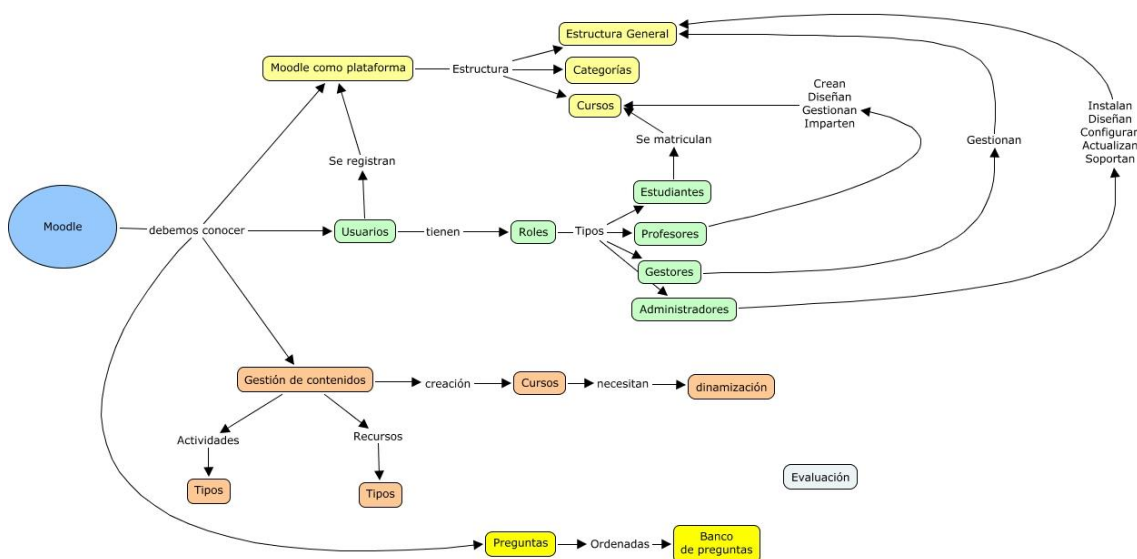 Estructura General
Moodle como plataforma
Estructura
Categorías
Cursos
Crean
Diseñan
Gestionan
Imparten
Instalan
Diseñan
Configuran
Actualizan
Soportan
Se registran
Se matriculan
Gestionan
Estudiantes
Moodle
debemos conocer
Usuarios
tienen
Roles
Tipos
Profesores
Gestores
Administradores
Gestión de contenidos
creación
Cursos
necesitan
dinamización
Actividades
Recursos
Tipos
Tipos
Evaluación
Preguntas
Ordenadas
Banco
de preguntas